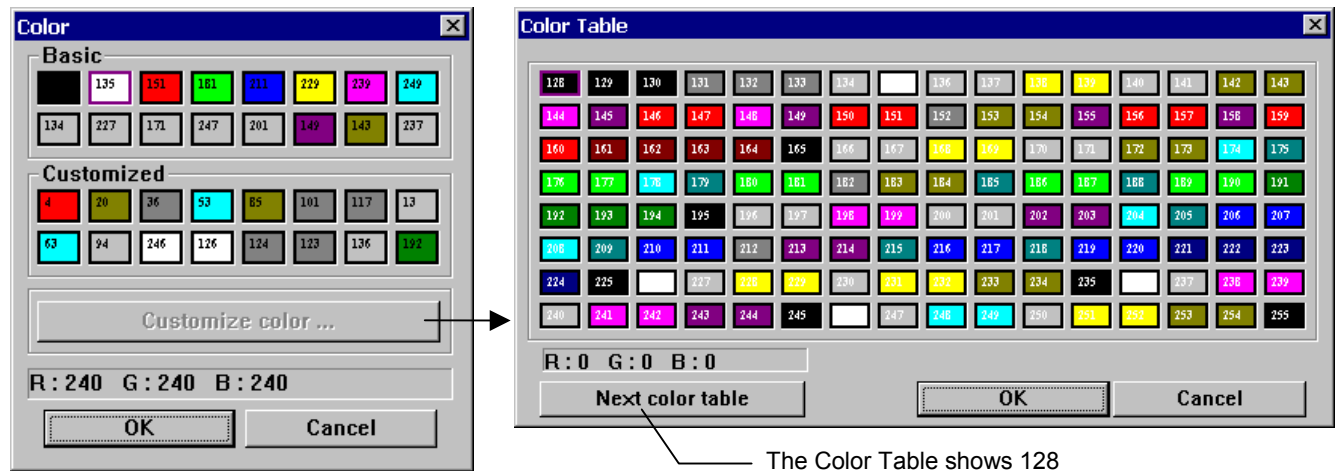 Color
Basic
135 151 181 211 229 239 249
134 227 171 247 201 149 143 237
Customized
4 20 36 53 85 101 117 13
63 94 246 126 124 123 136 192
Customize color ...
R : 240 G : 240 B : 240
OK Cancel
Color Table
128 129 130 131 132 133 134 136 137 138 139 140 141 142 143
144 145 146 147 148 149 150 151 152 153 154 155 156 157 158 159
160 161 162 163 164 165 166 167 168 169 170 171 172 173 174 175
176 177 178 179 180 181 182 183 184 185 186 187 188 189 190 191
192 193 194 195 196 197 198 199 200 201 202 203 204 205 206 207
208 209 210 211 212 213 214 215 216 217 218 219 220 221 222 223
224 225 227 228 229 230 231 232 233 234 235 237 238 239
240 241 242 243 244 245 247 248 249 250 251 252 253 254 255
R : 0 G : 0 B : 0
Next color table OK Cancel
The Color Table shows 128